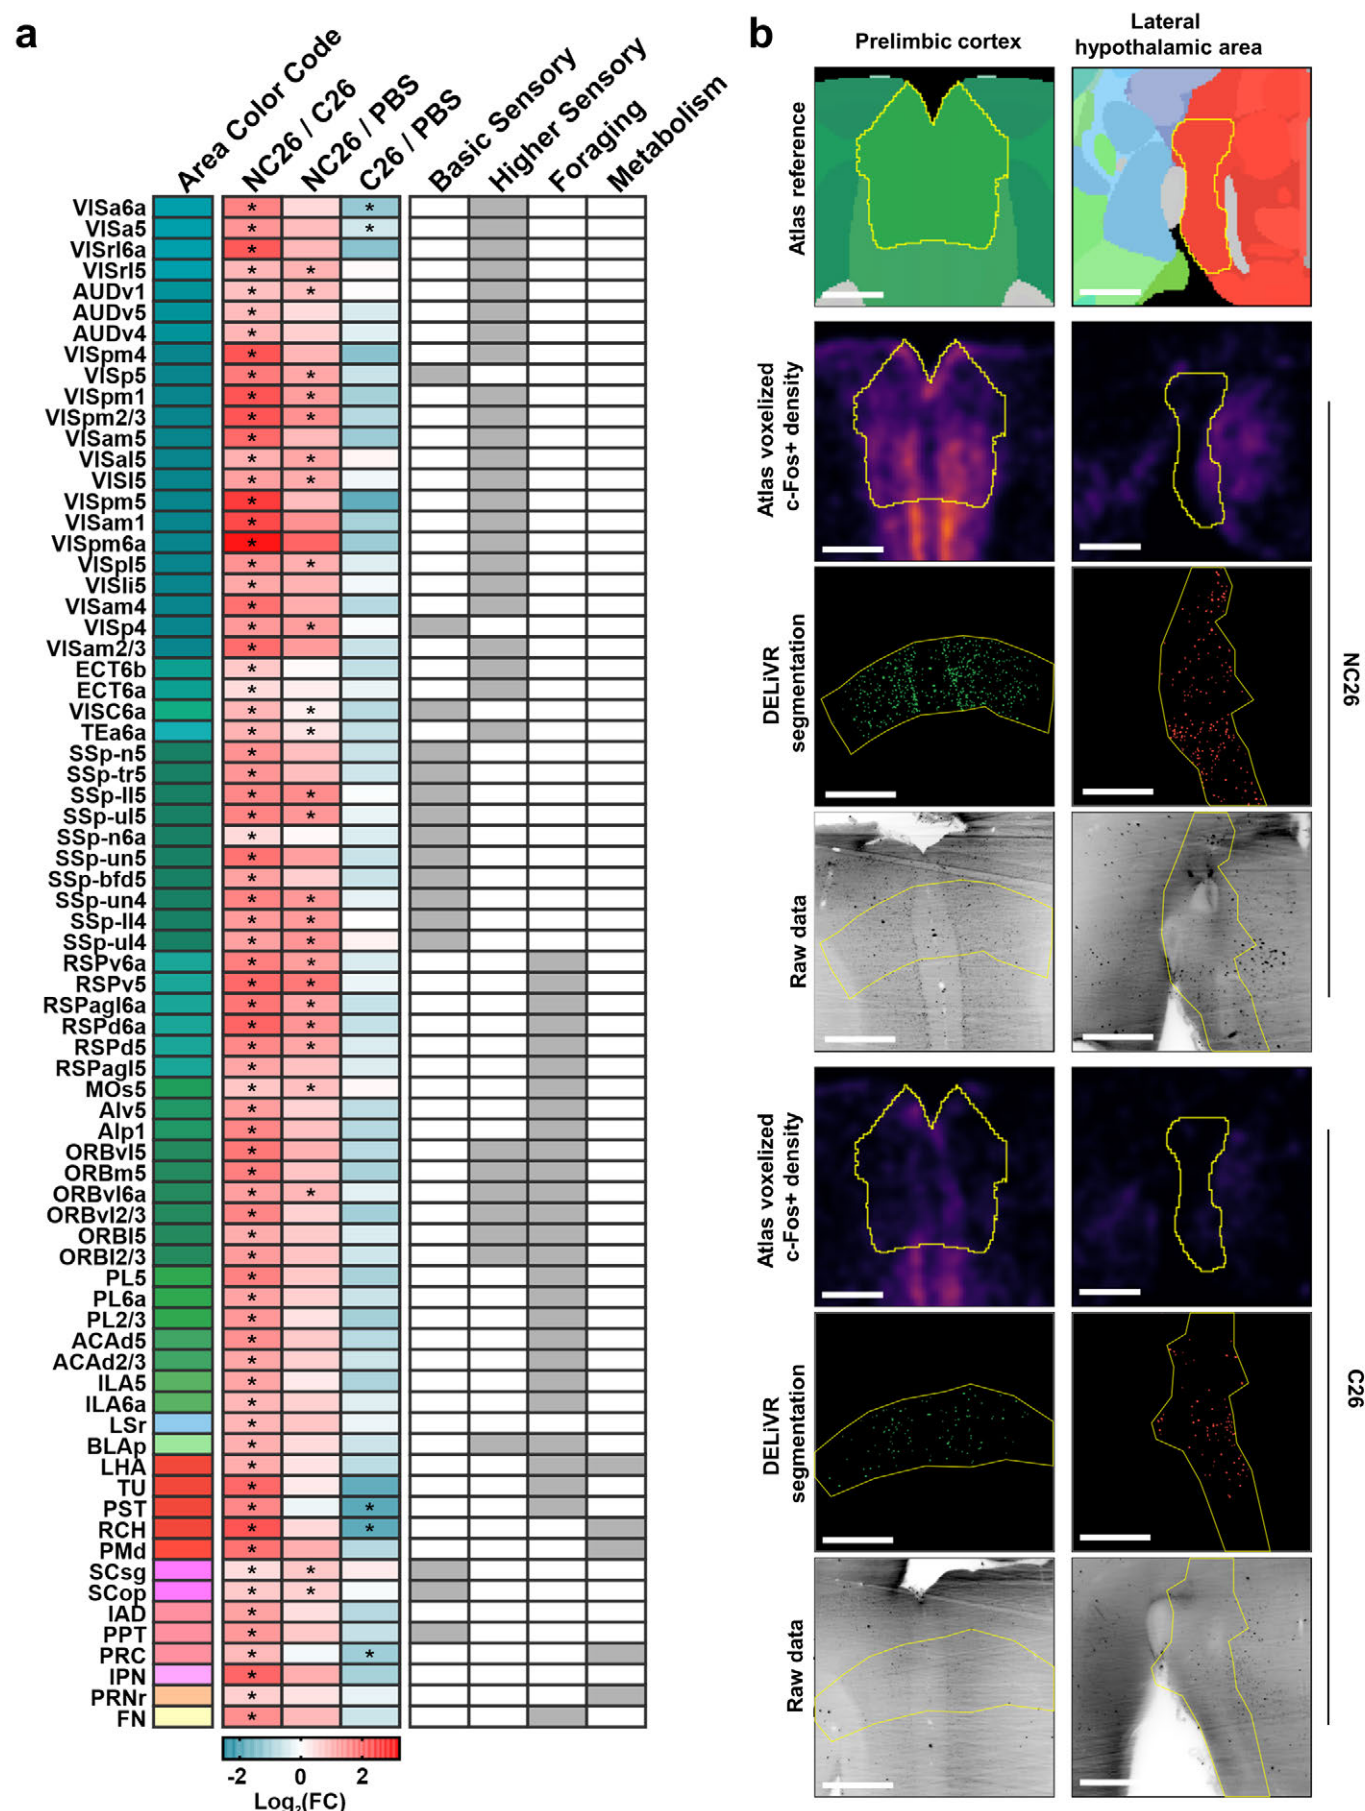 a
Area Color Code
NC26 / C26
NC26 / PBS
C26 / PBS
Basic Sensory
Higher Sensory
Foraging
Metabolism
VISa6a * *
VISa5 * *
VISrl6a *
VISrl5 * *
AUDv1 * *
AUDv5 *
AUDv4 *
VISpm4 *
VISp5 * *
VISpm1 * *
VISpm2/3 * *
VISam5 *
VISal5 * *
VISl5 * *
VISpm5 *
VISam1 *
VISpm6a *
VISpl5 * *
VISli5 *
VISam4 *
VISp4 * *
VISam2/3 *
ECT6b *
ECT6a *
VISC6a * *
TEa6a * *
SSp-n5 *
SSp-tr5 *
SSp-ll5 * *
SSp-ul5 * *
SSp-n6a *
SSp-un5 *
SSp-bfd5 *
SSp-un4 * *
SSp-ll4 * *
SSp-ul4 * *
RSPv6a * *
RSPv5 * *
RSPagl6a * *
RSPd6a * *
RSPd5 * *
RSPagl5 *
MOs5 * *
AIv5 *
AIp1 *
ORBvl5 *
ORBm5 *
ORBvl6a * *
ORBvl2/3 *
ORBl5 *
ORBl2/3 *
PL5 *
PL6a *
PL2/3 *
ACAd5 *
ACAd2/3 *
ILA5 *
ILA6a *
LSr *
BLAp *
LHA *
TU *
PST * *
RCH * *
PMd *
SCsg * *
SCop * *
IAD *
PPT *
PRC * *
IPN *
PRNr *
FN *
-2 0 2
Log₂(FC)
b
Prelimbic cortex
Lateral
hypothalamic area
Atlas reference
Atlas voxelized
c-Fos+ density
DELiVR
segmentation
Raw data
NC26
Atlas voxelized
c-Fos+ density
DELiVR
segmentation
Raw data
C26